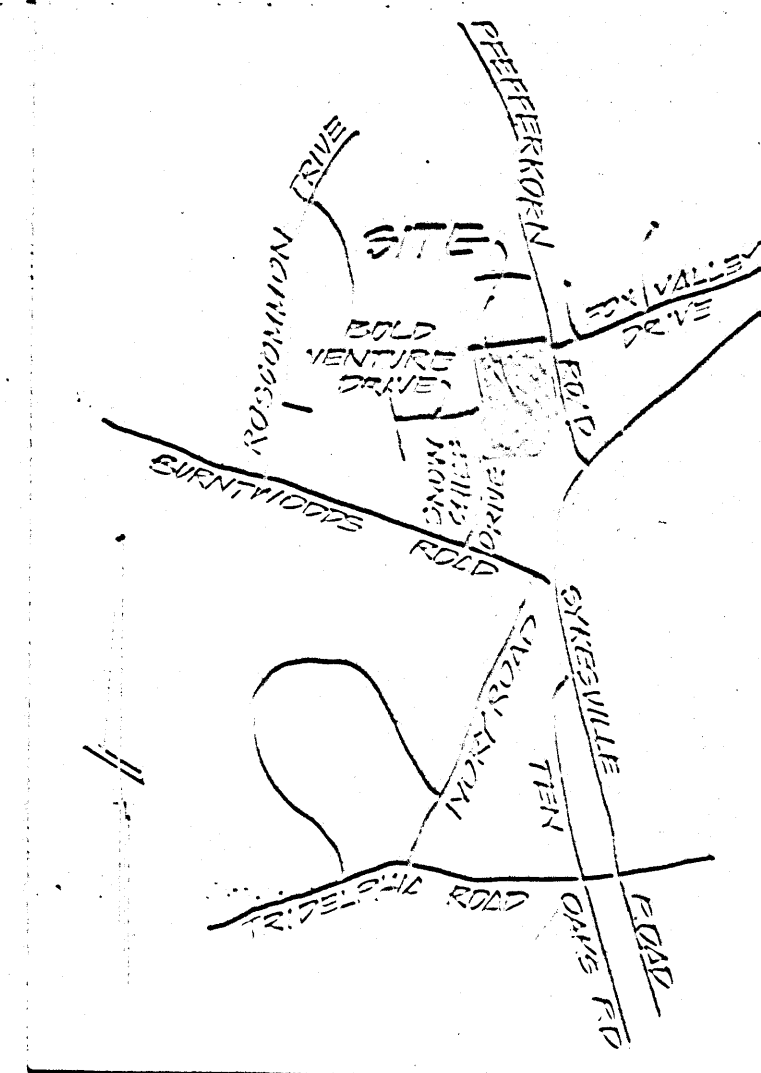 PFEFFERKORN
ROAD
ROSCOMMON
DRIVE
SITE
FOX VALLEY
DRIVE
BOLD
VENTURE
DRIVE
SNOW
CHIEF
DRIVE
BURNTWOODS
ROAD
SYKESVILLE
ROAD
IVORY ROAD
TEN
OAKS RD
TRIDELPHIA ROAD